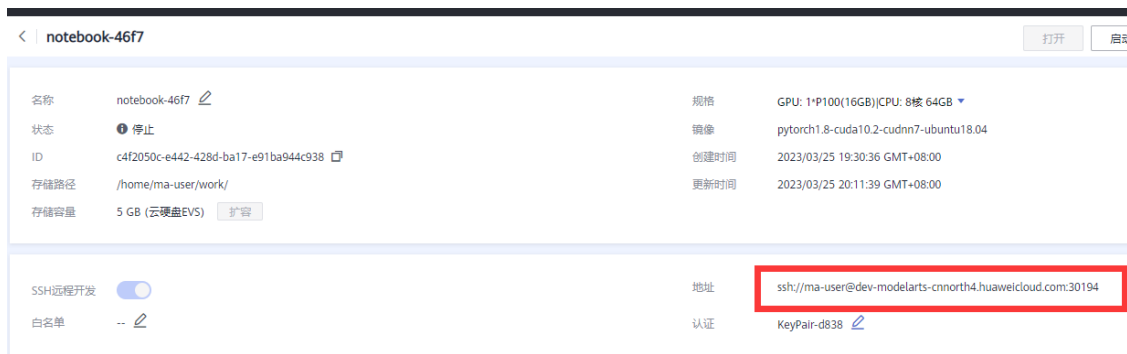 notebook-46f7
打开
名称 notebook-46f7
规格 GPU: 1*P100(16GB)|CPU: 8核 64GB
状态 停止
镜像 pytorch1.8-cuda10.2-cudnn7-ubuntu18.04
ID c4f2050c-e442-428d-ba17-e91ba944c938
创建时间 2023/03/25 19:30:36 GMT+08:00
存储路径 /home/ma-user/work/
更新时间 2023/03/25 20:11:39 GMT+08:00
存储容量 5 GB (云硬盘EVS) 扩容
SSH远程开发
地址 ssh://ma-user@dev-modelarts-cnnorth4.huaweicloud.com:30194
白名单 --
认证 KeyPair-d838